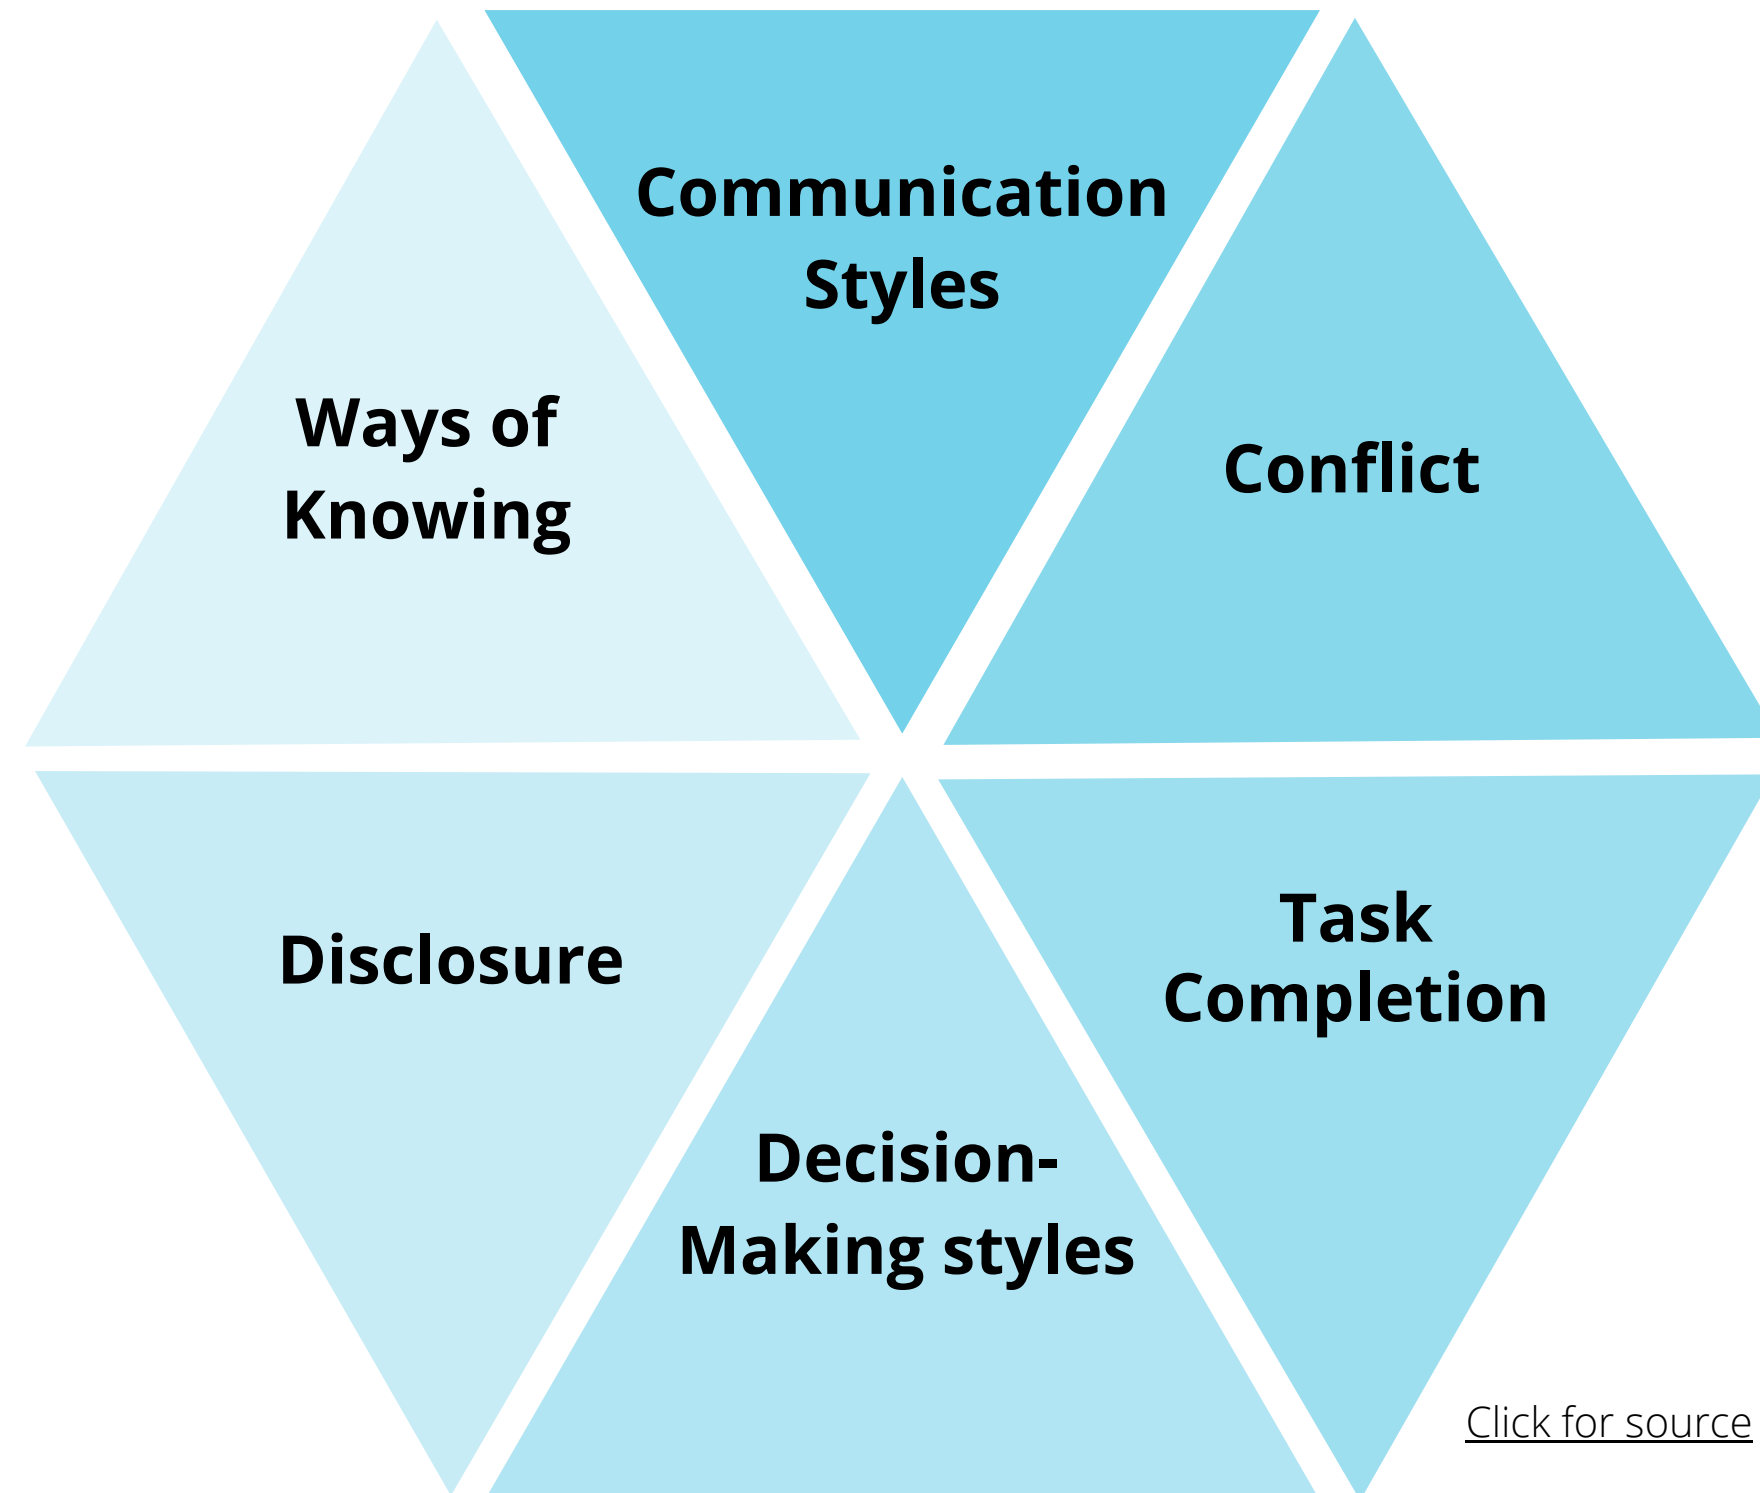 Communication
Styles
Conflict
Task
Completion
Decision-
Making styles
Disclosure
Ways of
Knowing
Click for source